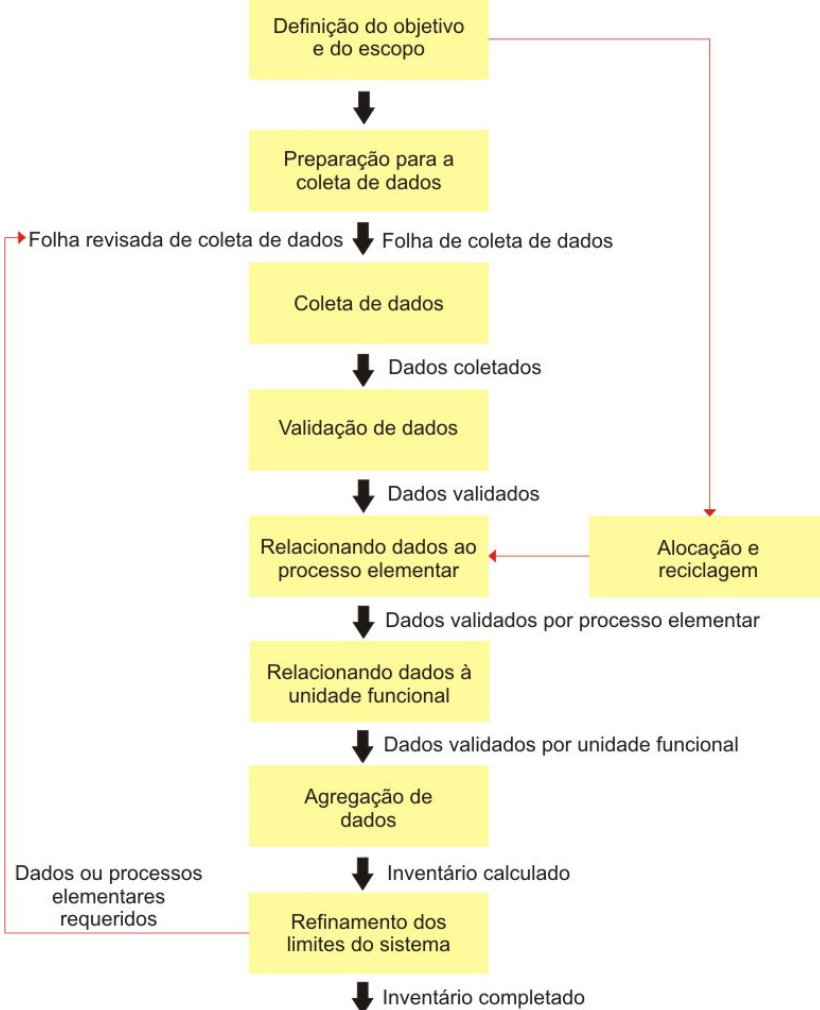 Definição do objetivo
e do escopo
Preparação para a
coleta de dados
Folha revisada de coleta de dados
Folha de coleta de dados
Coleta de dados
Dados coletados
Validação de dados
Dados validados
Relacionando dados ao
processo elementar
Alocação e
reciclagem
Dados validados por processo elementar
Relacionando dados à
unidade funcional
Dados validados por unidade funcional
Agregação de
dados
Inventário calculado
Dados ou processos
elementares
requeridos
Refinamento dos
limites do sistema
Inventário completado